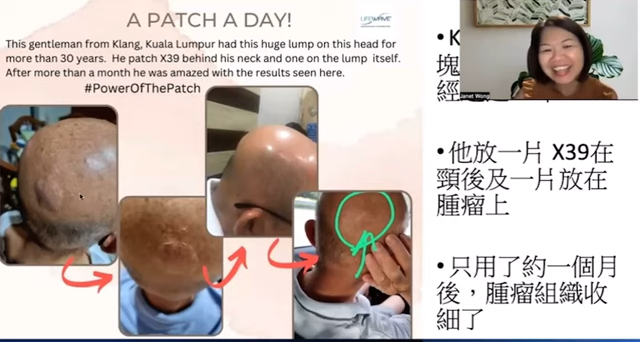 A PATCH A DAY!
LIFEWAVE
This gentleman from Klang, Kuala Lumpur had this huge lump on this head for
more than 30 years. He patch X39 behind his neck and one on the lump itself.
After more than a month he was amazed with the results seen here.
#PowerOfThePatch
• K
塊
經
Janet Wong
• 他放一片 X39在
頸後及一片放在
腫瘤上
• 只用了約一個月
後，腫瘤組織收
細了